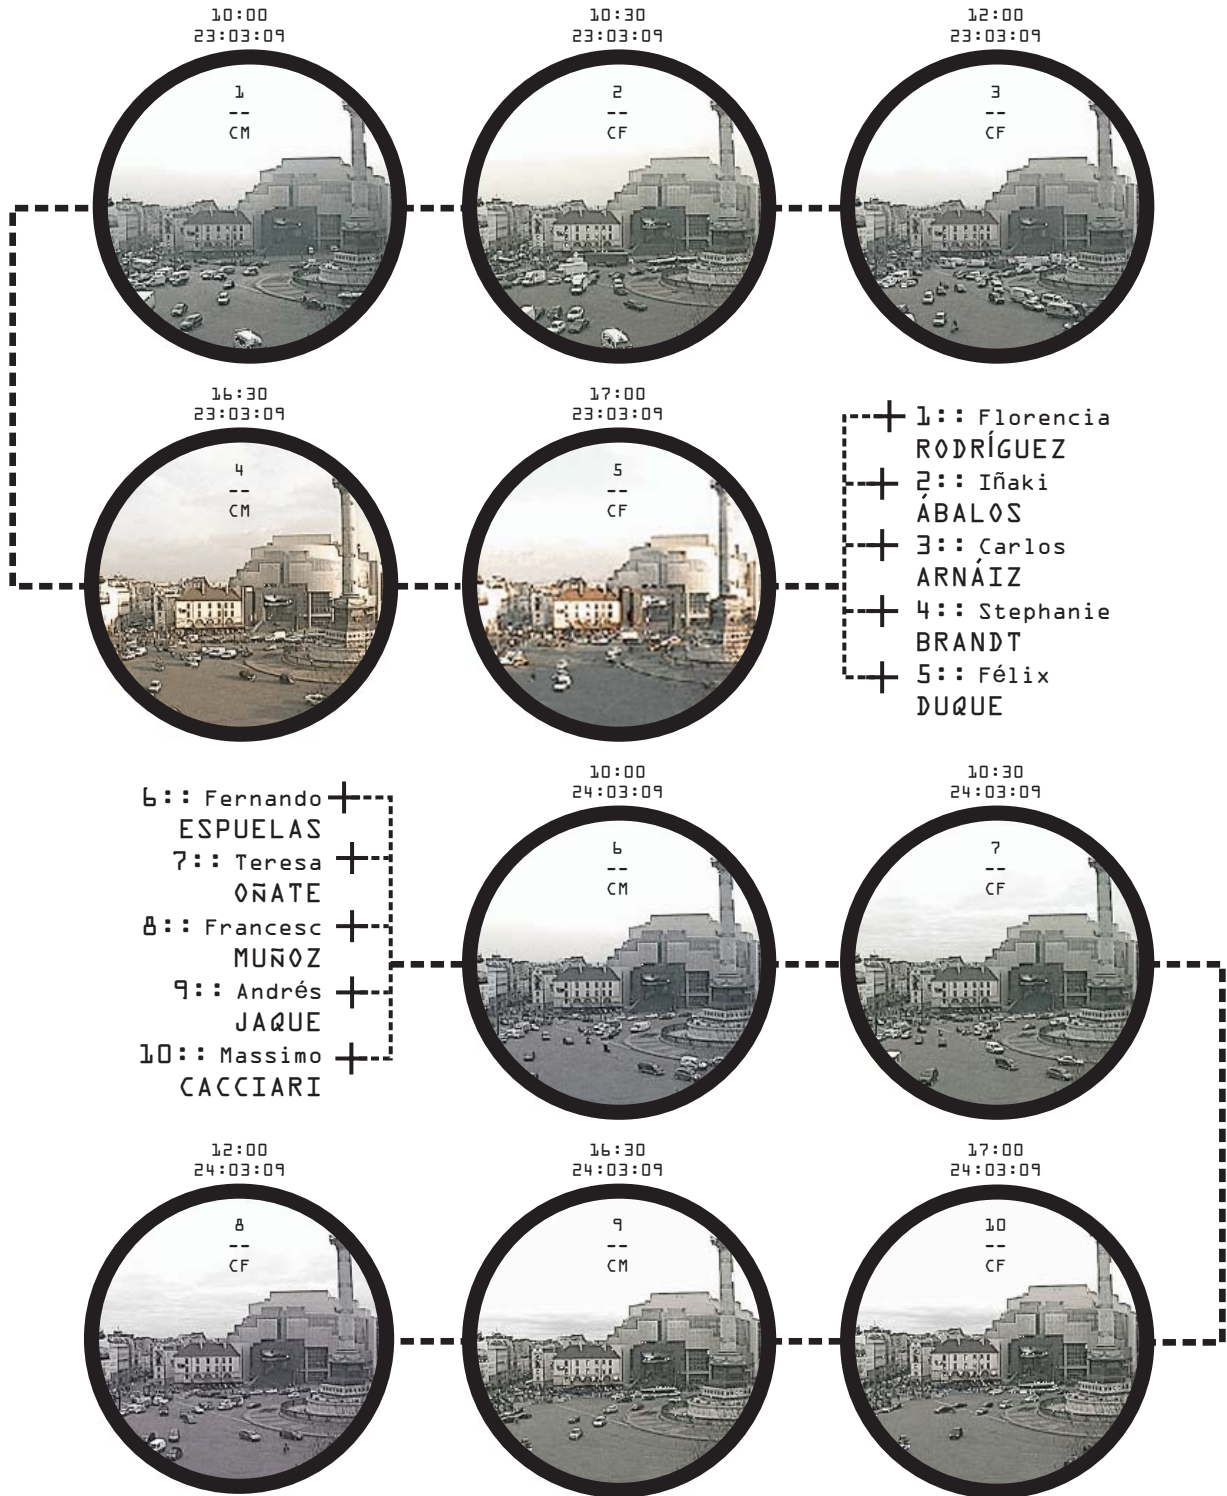 10:00
23:03:09
1
--
CM
10:30
23:03:09
2
--
CF
12:00
23:03:09
3
--
CF
16:30
23:03:09
4
--
CM
17:00
23:03:09
5
--
CF
1:: Florencia
RODRÍGUEZ
2:: Iñaki
ÁBALOS
3:: Carlos
ARNÁIZ
4:: Stephanie
BRANDT
5:: Félix
DUQUE
6:: Fernando
ESPUELAS
7:: Teresa
OÑATE
8:: Francesc
MUÑOZ
9:: Andrés
JAQUE
10:: Massimo
CACCIARI
10:00
24:03:09
6
--
CM
10:30
24:03:09
7
--
CF
12:00
24:03:09
8
--
CF
16:30
24:03:09
9
--
CM
17:00
24:03:09
10
--
CF